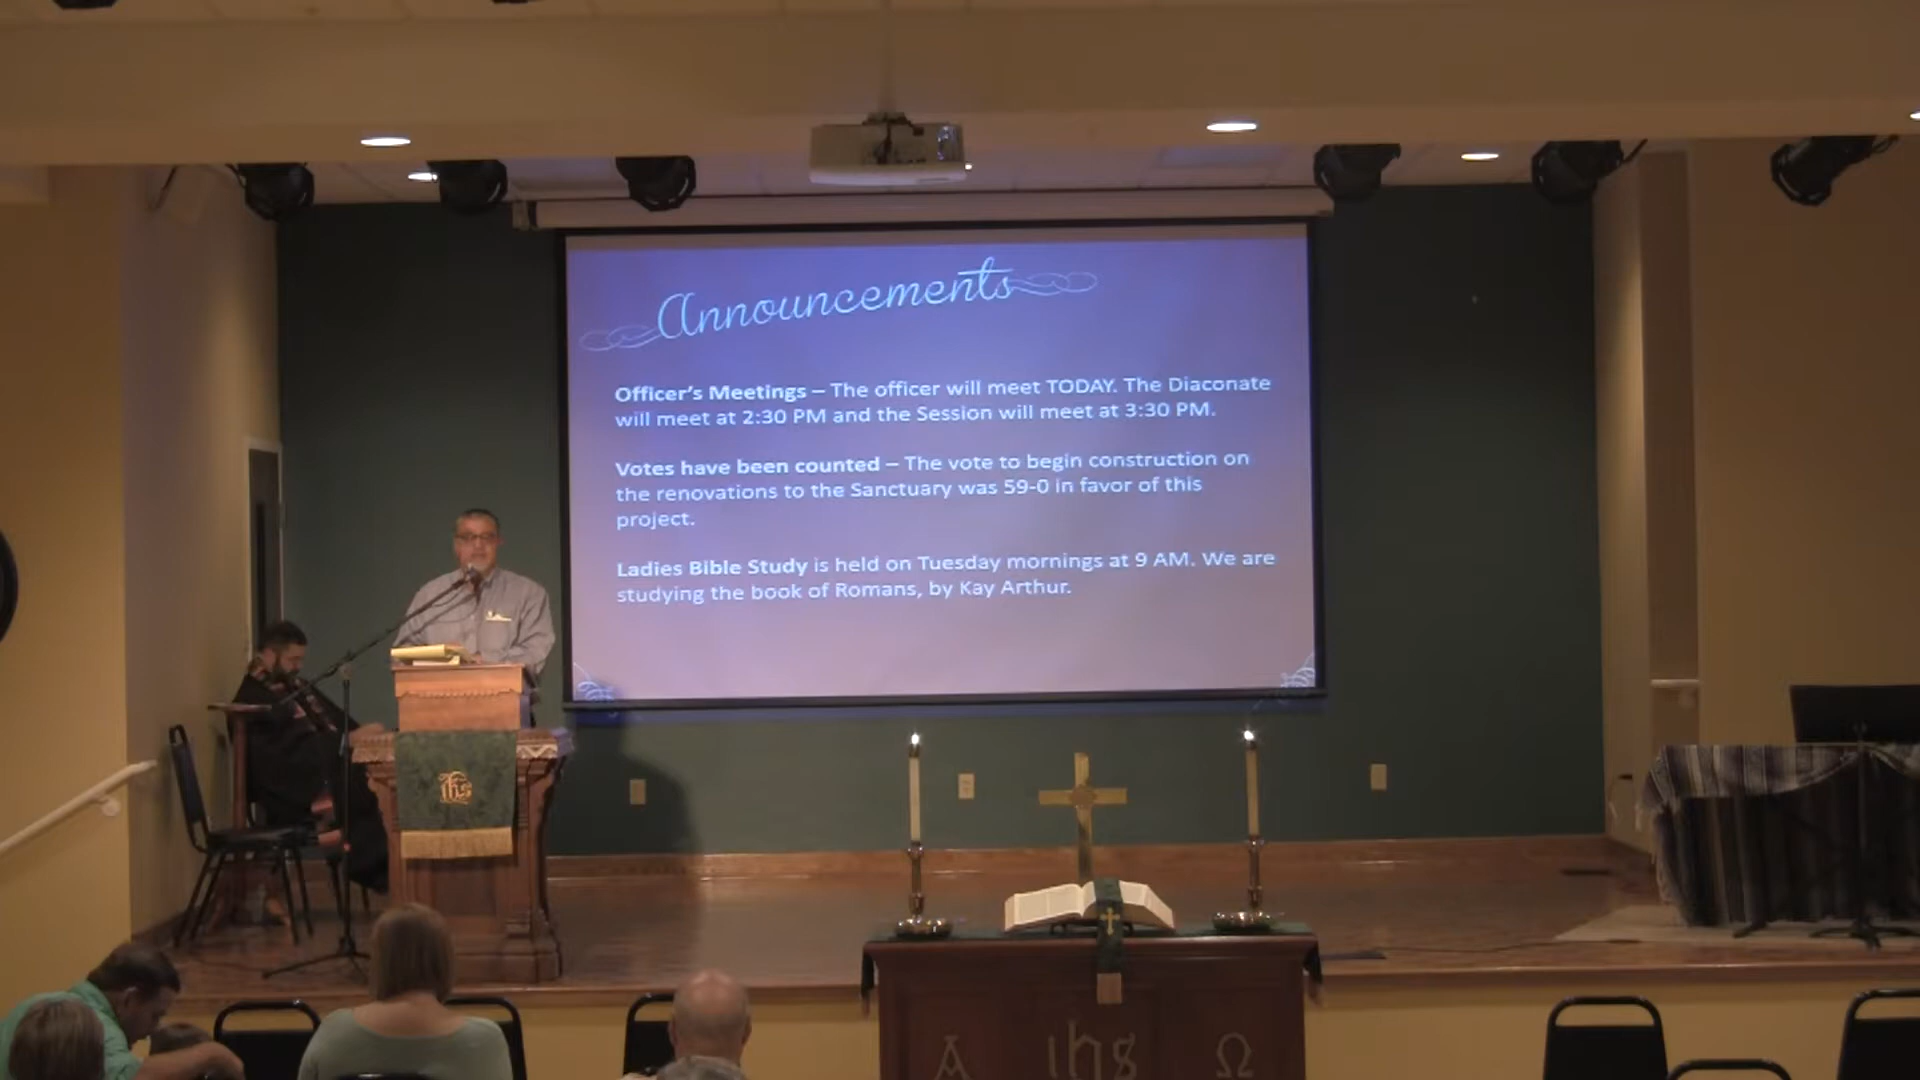 Announcements
Officer's Meetings – The officer will meet TODAY. The Diaconate
will meet at 2:30 PM and the Session will meet at 3:30 PM.
Votes have been counted – The vote to begin construction on
the renovations to the Sanctuary was 59-0 in favor of this
project.
Ladies Bible Study is held on Tuesday mornings at 9 AM. We are
studying the book of Romans, by Kay Arthur.
ihs
Α ihs Ω